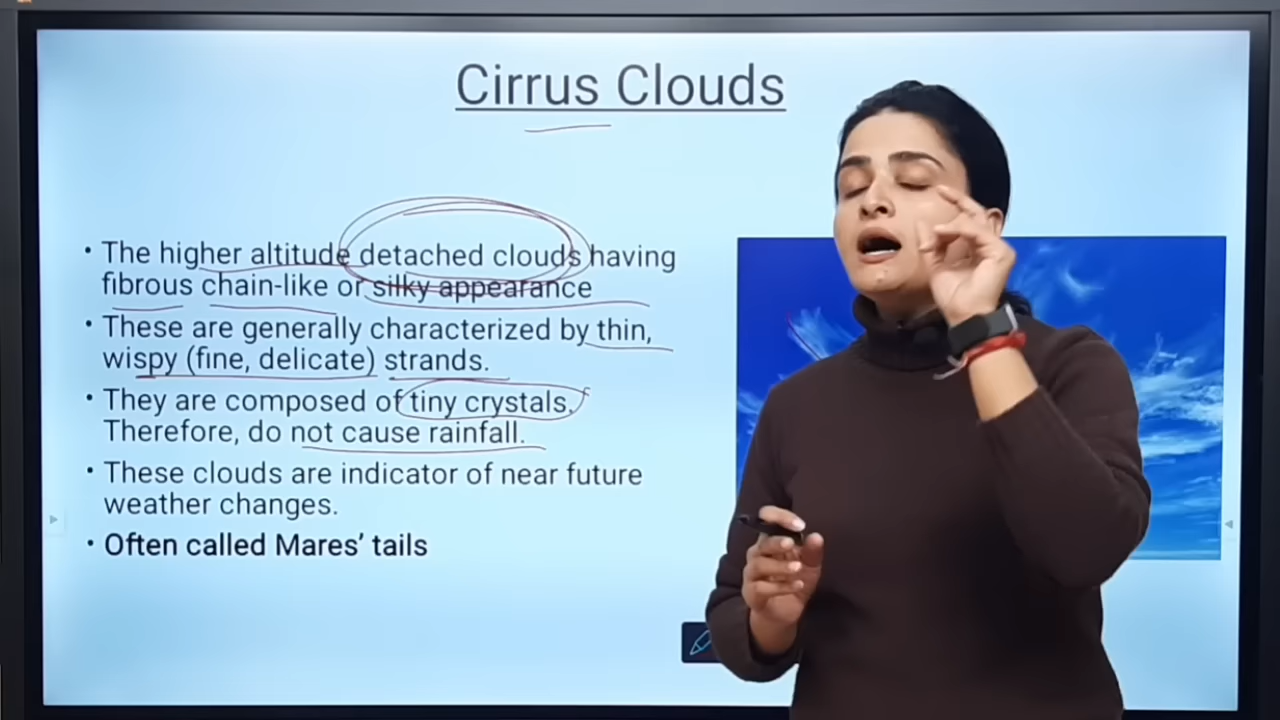 Cirrus Clouds
• The higher altitude detached clouds having
fibrous chain-like or silky appearance
• These are generally characterized by thin,
wispy (fine, delicate) strands.
• They are composed of tiny crystals.
Therefore, do not cause rainfall.
• These clouds are indicator of near future
weather changes.
• Often called Mares’ tails